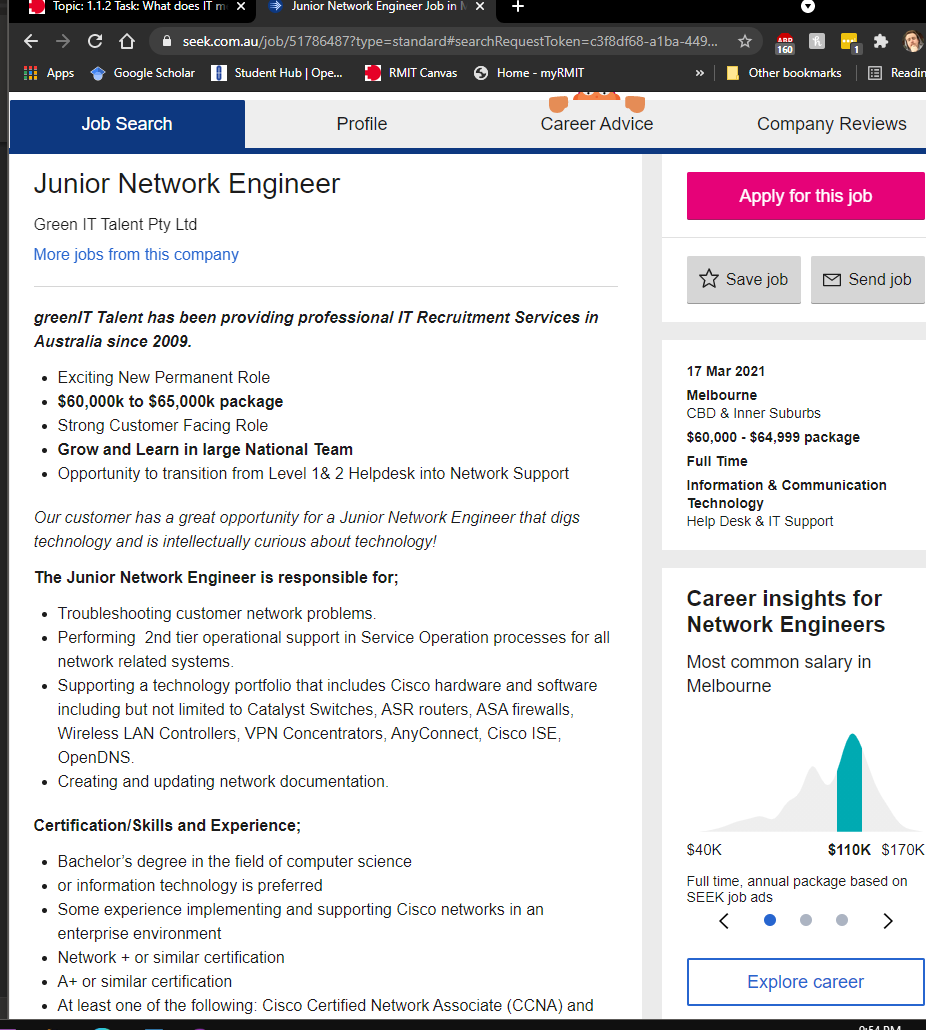 Topic: 1.1.2 Task: What does IT m
Junior Network Engineer Job in M
seek.com.au/job/51786487?type=standard#searchRequestToken=c3f8df68-a1ba-449...
ABD
160
1
Apps
Google Scholar
Student Hub | Ope...
RMIT Canvas
Home - myRMIT
»
Other bookmarks
Readin
Job Search
Profile
Career Advice
Company Reviews
Junior Network Engineer
Green IT Talent Pty Ltd
More jobs from this company
greenIT Talent has been providing professional IT Recruitment Services in
Australia since 2009.
• Exciting New Permanent Role
• $60,000k to $65,000k package
• Strong Customer Facing Role
• Grow and Learn in large National Team
• Opportunity to transition from Level 1& 2 Helpdesk into Network Support
Our customer has a great opportunity for a Junior Network Engineer that digs
technology and is intellectually curious about technology!
The Junior Network Engineer is responsible for;
• Troubleshooting customer network problems.
• Performing  2nd tier operational support in Service Operation processes for all
network related systems.
• Supporting a technology portfolio that includes Cisco hardware and software
including but not limited to Catalyst Switches, ASR routers, ASA firewalls,
Wireless LAN Controllers, VPN Concentrators, AnyConnect, Cisco ISE,
OpenDNS.
• Creating and updating network documentation.
Certification/Skills and Experience;
• Bachelor's degree in the field of computer science
• or information technology is preferred
• Some experience implementing and supporting Cisco networks in an
enterprise environment
• Network + or similar certification
• A+ or similar certification
• At least one of the following: Cisco Certified Network Associate (CCNA) and
Apply for this job
Save job
Send job
17 Mar 2021
Melbourne
CBD & Inner Suburbs
$60,000 - $64,999 package
Full Time
Information & Communication
Technology
Help Desk & IT Support
Career insights for
Network Engineers
Most common salary in
Melbourne
$40K
$110K
$170K
Full time, annual package based on
SEEK job ads
Explore career
9:54 PM